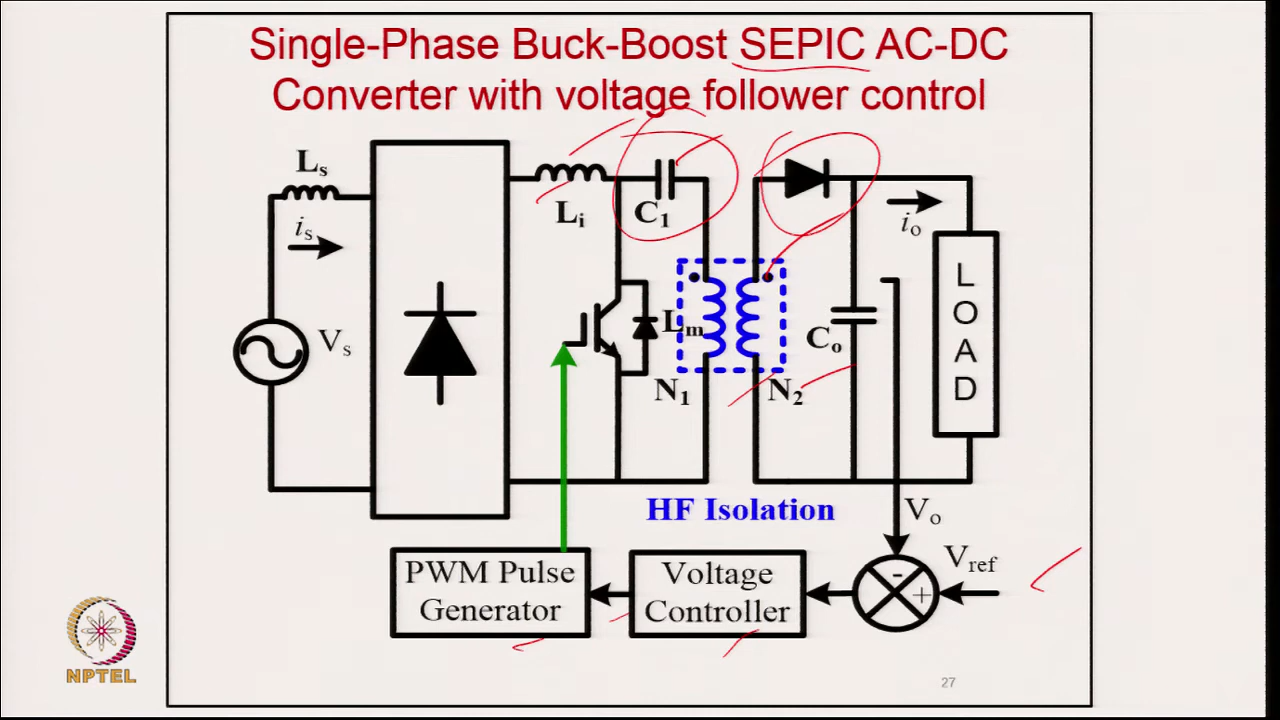 Single-Phase Buck-Boost SEPIC AC-DC
Converter with voltage follower control
Ls
is
Vs
Li
C1
Lm
N1
N2
Co
io
LOAD
HF Isolation
Vo
Vref
-
+
PWM Pulse
Generator
Voltage
Controller
NPTEL
27